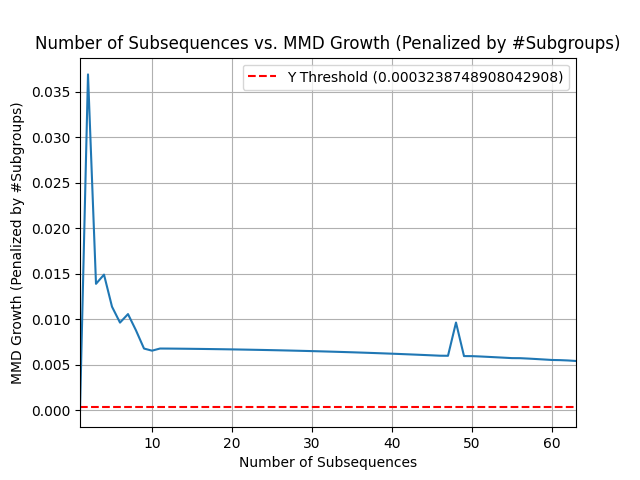 Number of Subsequences vs. MMD Growth (Penalized by #Subgroups)
Y Threshold (0.0003238748908042908)
MMD Growth (Penalized by #Subgroups)
0.035
0.030
0.025
0.020
0.015
0.010
0.005
0.000
10 20 30 40 50 60
Number of Subsequences